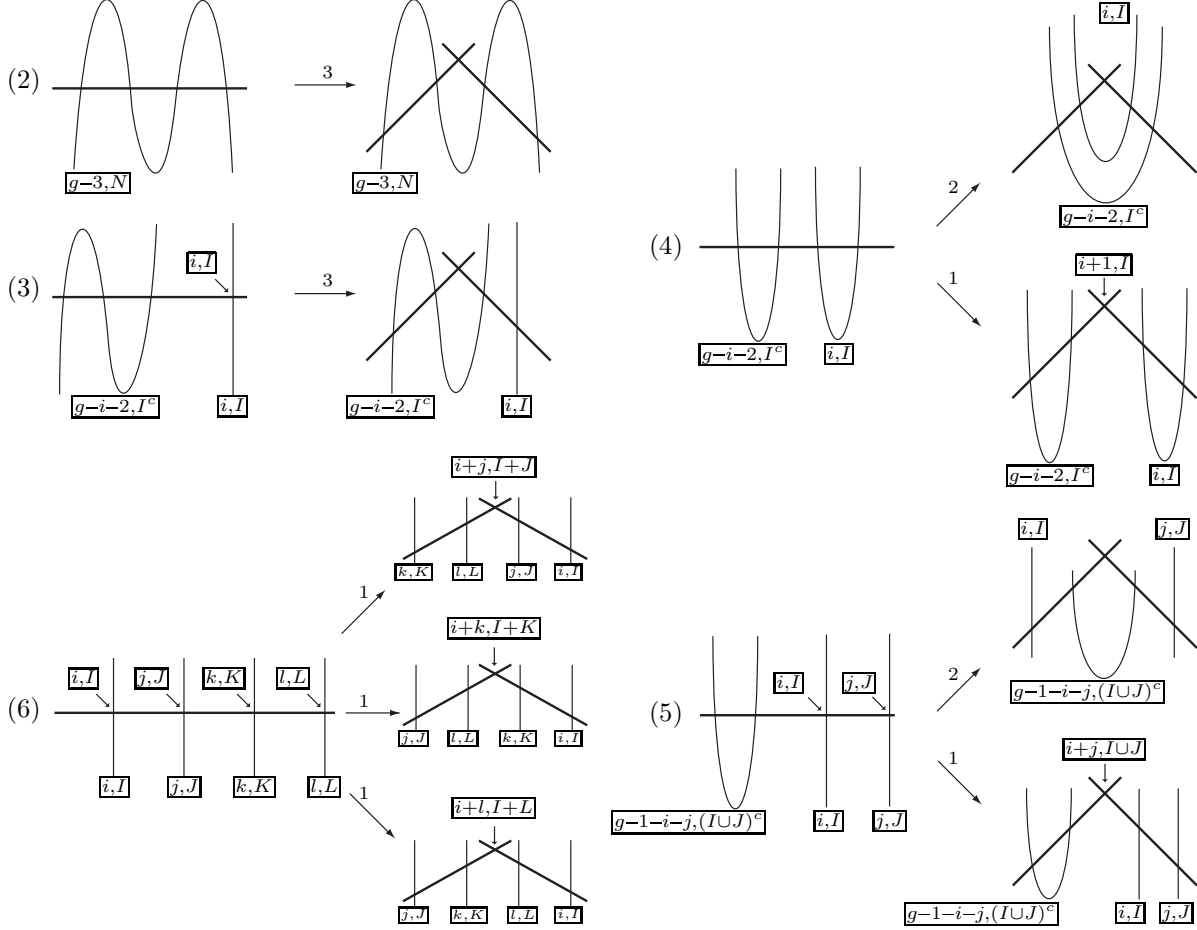 (2)
3
g−3,N
g−3,N
(3)
i,I
3
g−i−2,I^c
i,I
g−i−2,I^c
i,I
(4)
2
i,I
g−i−2,I^c
1
i+1,I
g−i−2,I^c
i,I
g−i−2,I^c
i,I
(6)
i,I
j,J
k,K
l,L
i,I
j,J
k,K
l,L
1
i+j,I+J
k,K
l,L
j,J
i,I
1
i+k,I+K
j,J
l,L
k,K
i,I
1
i+l,I+L
j,J
k,K
l,L
i,I
(5)
i,I
j,J
g−1−i−j,(I∪J)^c
i,I
j,J
2
i,I
j,J
g−1−i−j,(I∪J)^c
1
i+j,I∪J
g−1−i−j,(I∪J)^c
i,I
j,J